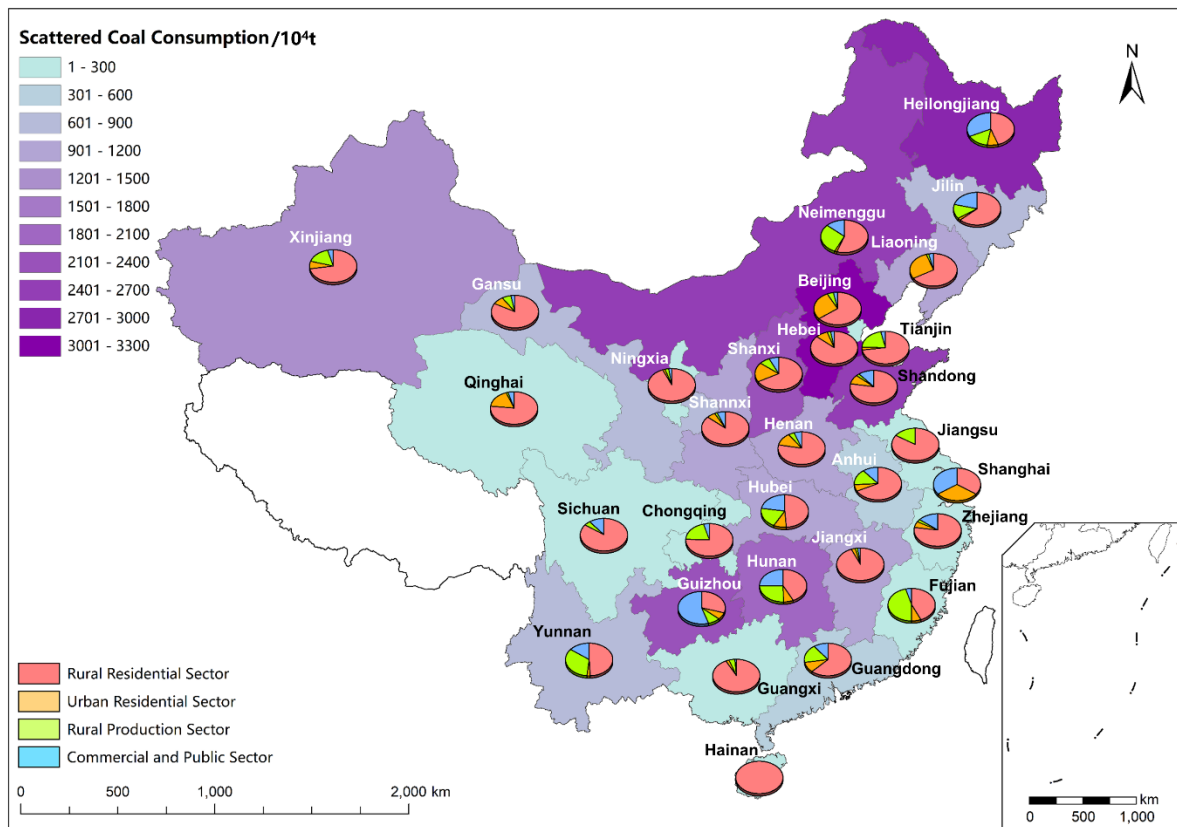 Scattered Coal Consumption/10⁴t
1 - 300
301 - 600
601 - 900
901 - 1200
1201 - 1500
1501 - 1800
1801 - 2100
2101 - 2400
2401 - 2700
2701 - 3000
3001 - 3300
N
Heilongjiang
Jilin
Neimenggu
Liaoning
Xinjiang
Beijing
Gansu
Hebei
Tianjin
Ningxia
Shanxi
Shandong
Qinghai
Shannxi
Henan
Jiangsu
Anhui
Shanghai
Hubei
Sichuan
Chongqing
Zhejiang
Jiangxi
Hunan
Guizhou
Fujian
Yunnan
Guangdong
Guangxi
Hainan
Rural Residential Sector
Urban Residential Sector
Rural Production Sector
Commercial and Public Sector
0 500 1,000 2,000 km
0 500 1,000 km